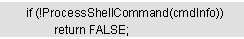 if (!ProcessShellCommand(cmdInfo))
return FALSE;